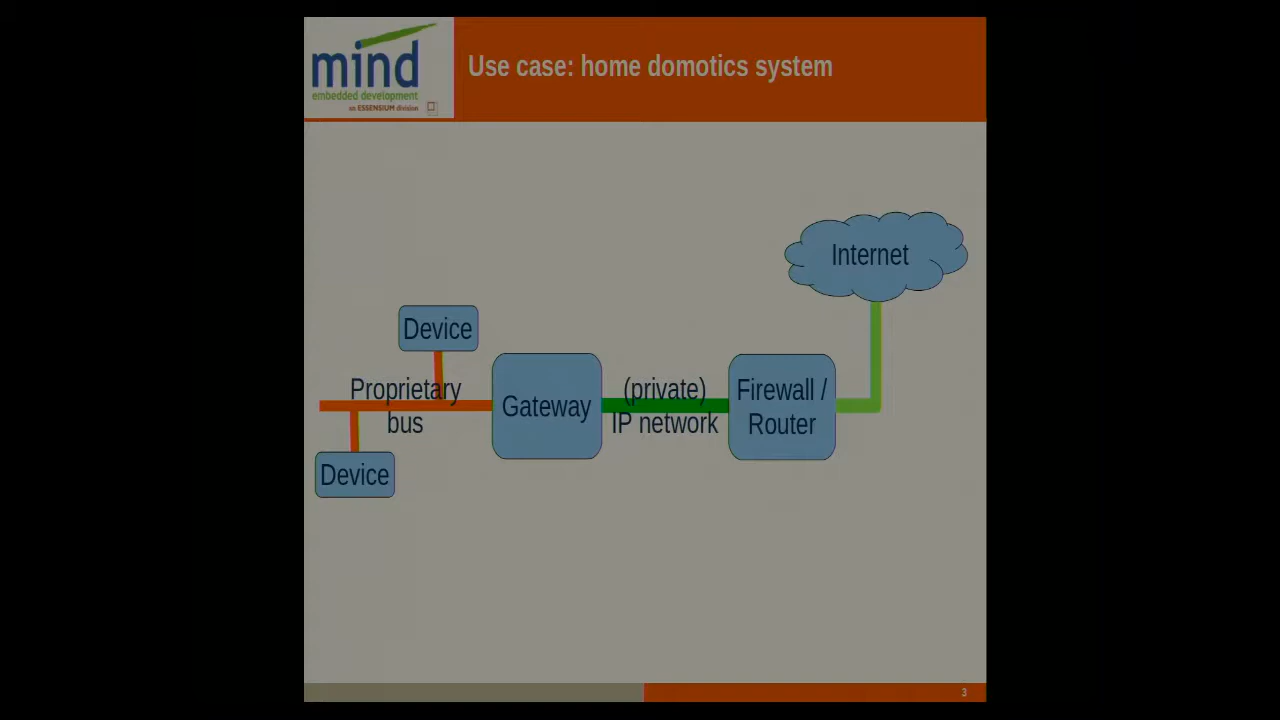 mind
embedded development
an ESSENSIUM division
Use case: home domotics system
Internet
Device
Proprietary
bus
Device
Gateway
(private)
IP network
Firewall /
Router
3